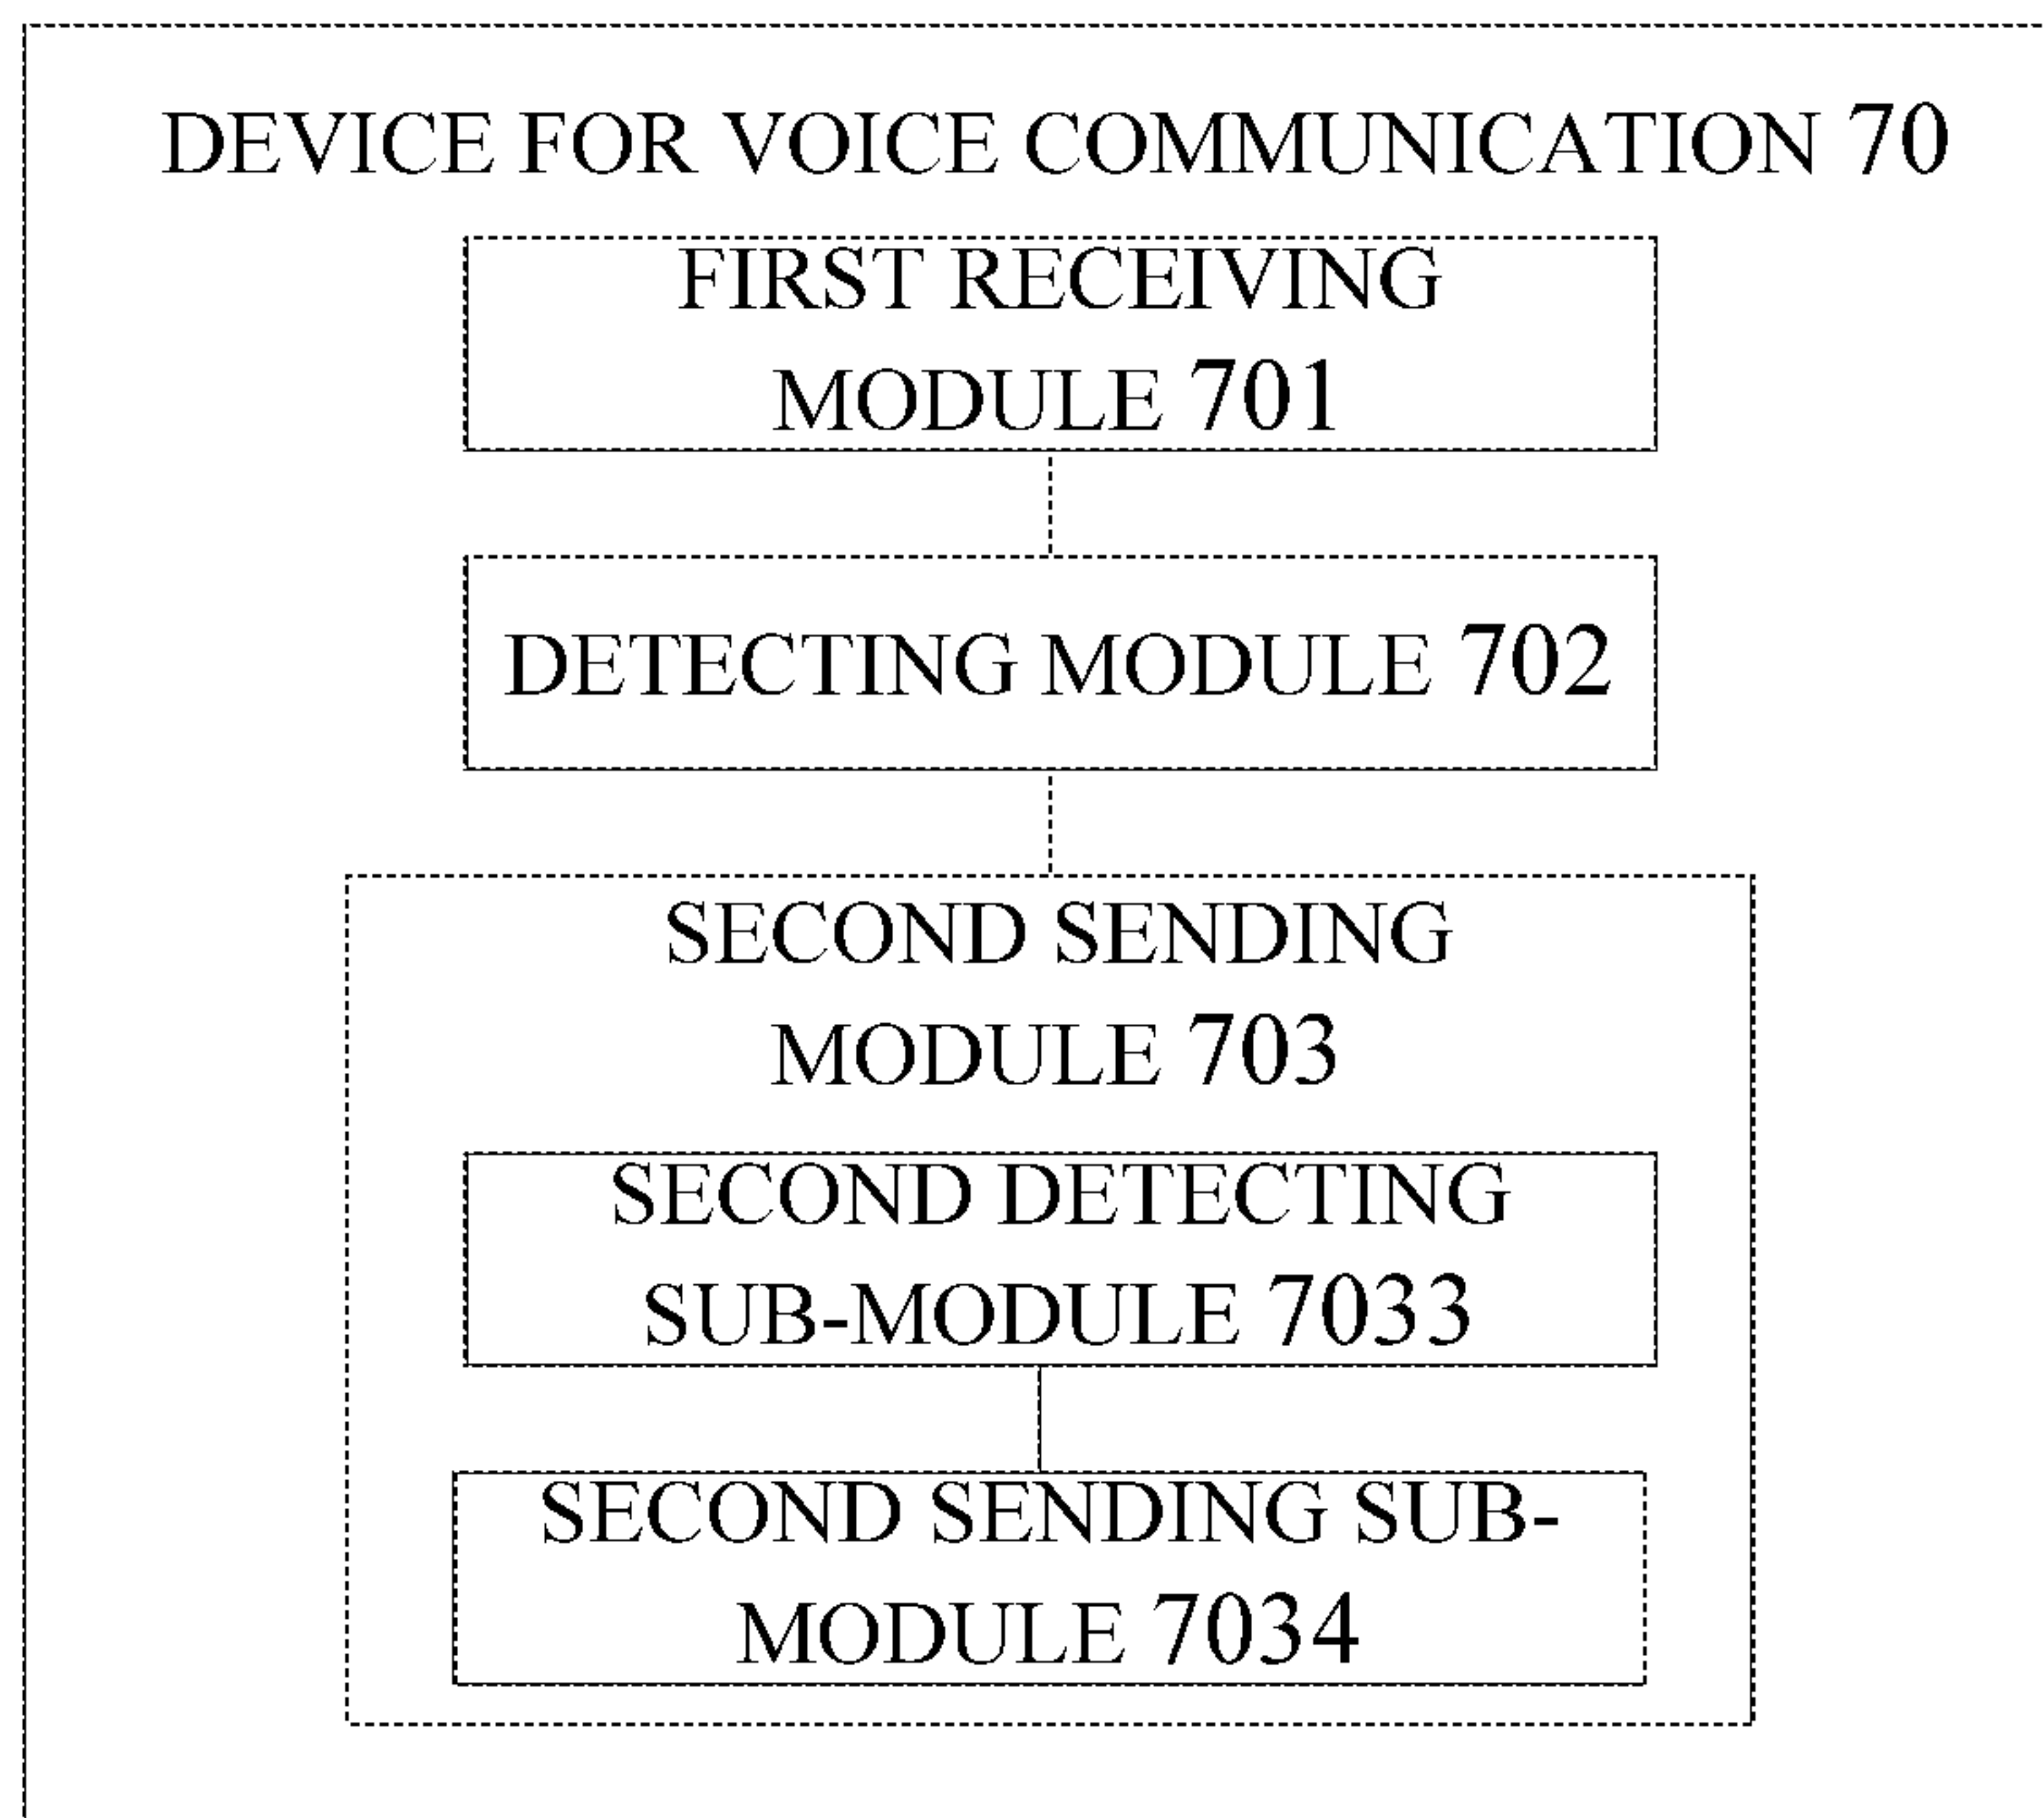 DEVICE FOR VOICE COMMUNICATION 70
FIRST RECEIVING
MODULE 701
DETECTING MODULE 702
SECOND SENDING
MODULE 703
SECOND DETECTING
SUB-MODULE 7033
SECOND SENDING SUB-
MODULE 7034